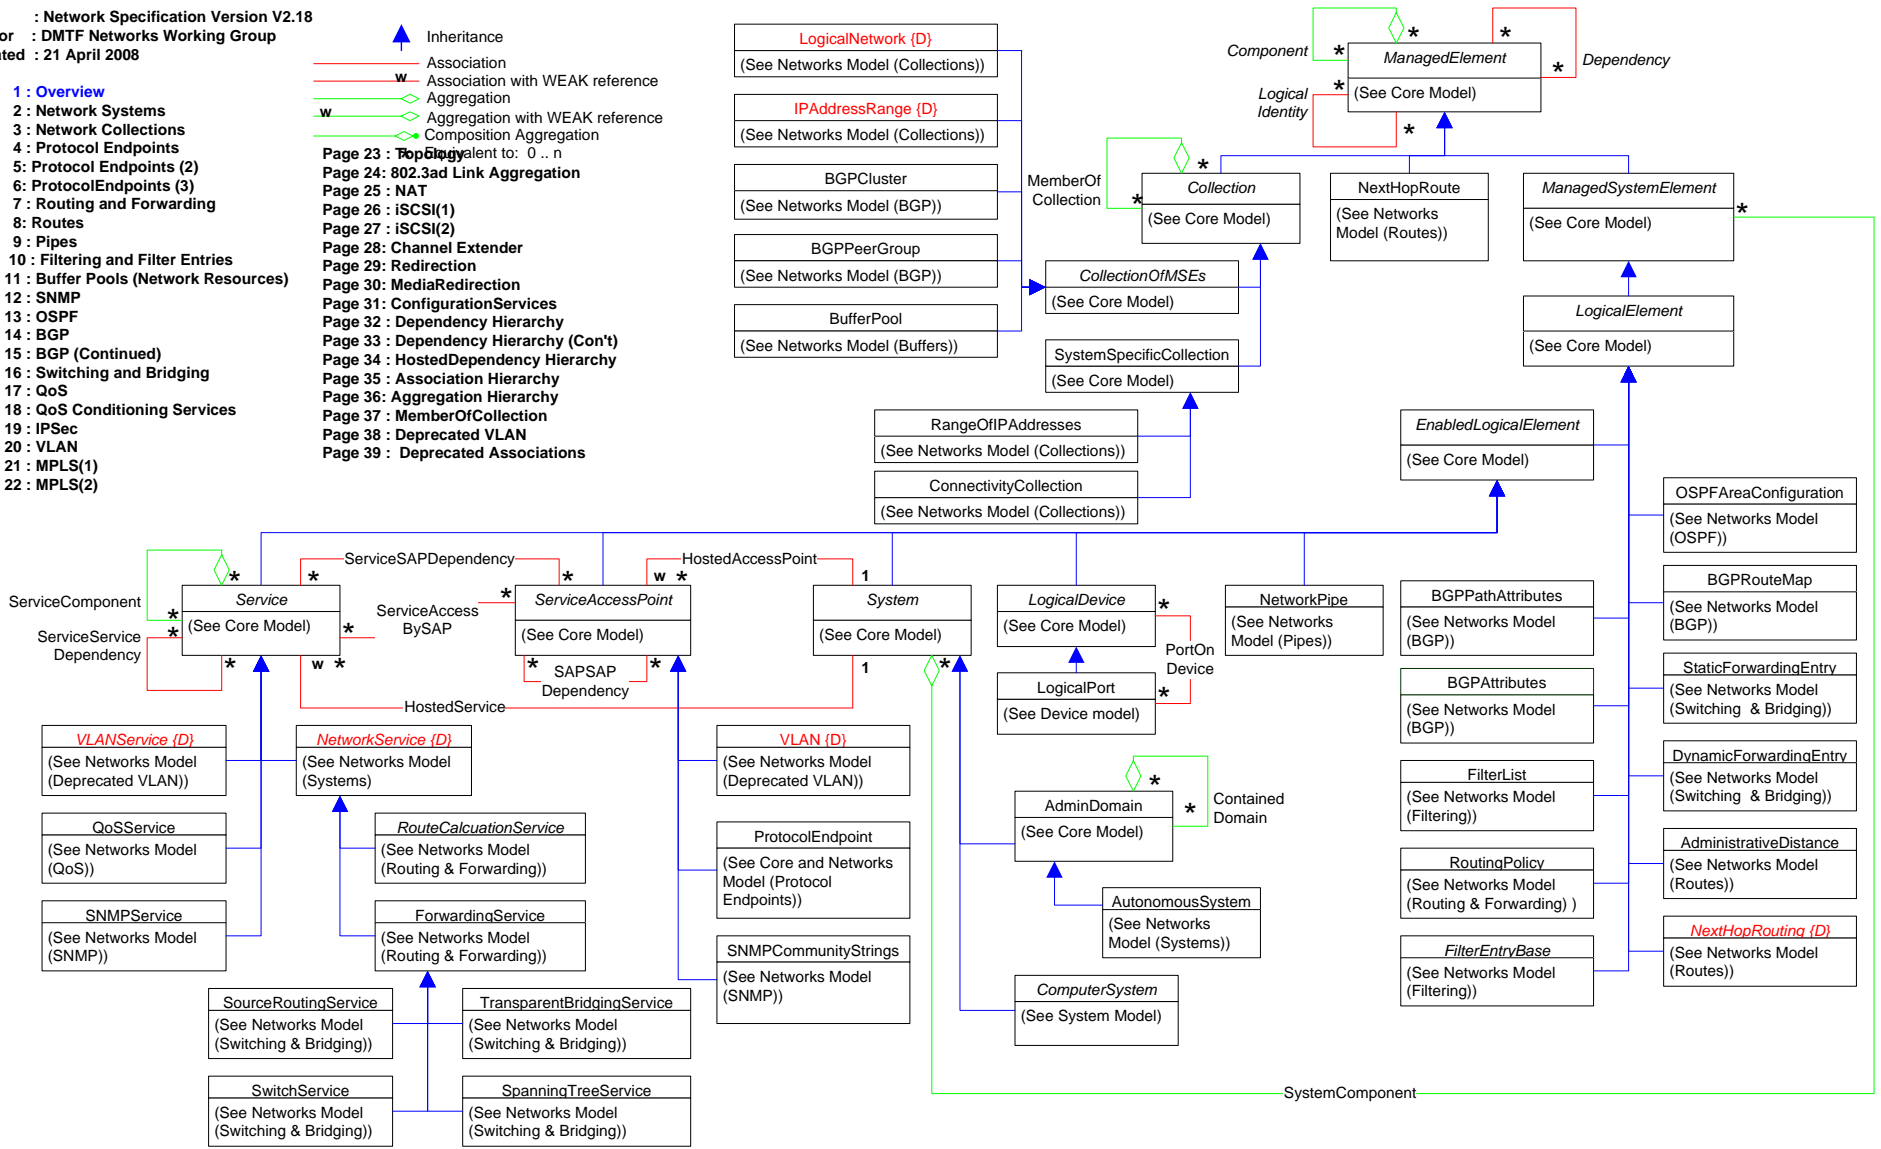 : Network Specification Version V2.18
or : DMTF Networks Working Group
ated : 21 April 2008
1 : Overview
2 : Network Systems
3 : Network Collections
4 : Protocol Endpoints
5: Protocol Endpoints (2)
6: ProtocolEndpoints (3)
7 : Routing and Forwarding
8: Routes
9 : Pipes
10 : Filtering and Filter Entries
11 : Buffer Pools (Network Resources)
12 : SNMP
13 : OSPF
14 : BGP
15 : BGP (Continued)
16 : Switching and Bridging
17 : QoS
18 : QoS Conditioning Services
19 : IPSec
20 : VLAN
21 : MPLS(1)
22 : MPLS(2)
Inheritance
Association
w
Association with WEAK reference
Aggregation
w
Aggregation with WEAK reference
Composition Aggregation
* Equivalent to: 0 .. n
Page 23 : Topology
Page 24: 802.3ad Link Aggregation
Page 25 : NAT
Page 26 : iSCSI(1)
Page 27 : iSCSI(2)
Page 28: Channel Extender
Page 29: Redirection
Page 30: MediaRedirection
Page 31: ConfigurationServices
Page 32 : Dependency Hierarchy
Page 33 : Dependency Hierarchy (Con't)
Page 34 : HostedDependency Hierarchy
Page 35 : Association Hierarchy
Page 36: Aggregation Hierarchy
Page 37 : MemberOfCollection
Page 38 : Deprecated VLAN
Page 39 : Deprecated Associations
LogicalNetwork {D}
(See Networks Model (Collections))
IPAddressRange {D}
(See Networks Model (Collections))
BGPCluster
(See Networks Model (BGP))
BGPPeerGroup
(See Networks Model (BGP))
BufferPool
(See Networks Model (Buffers))
Component
*
*
ManagedElement
(See Core Model)
*
*
Dependency
Logical
Identity
*
*
MemberOf
Collection
*
*
Collection
(See Core Model)
NextHopRoute
(See Networks
Model (Routes))
ManagedSystemElement
(See Core Model)
*
CollectionOfMSEs
(See Core Model)
SystemSpecificCollection
(See Core Model)
LogicalElement
(See Core Model)
RangeOfIPAddresses
(See Networks Model (Collections))
ConnectivityCollection
(See Networks Model (Collections))
EnabledLogicalElement
(See Core Model)
OSPFAreaConfiguration
(See Networks Model
(OSPF))
BGPRouteMap
(See Networks Model
(BGP))
StaticForwardingEntry
(See Networks Model
(Switching & Bridging))
DynamicForwardingEntry
(See Networks Model
(Switching & Bridging))
AdministrativeDistance
(See Networks Model
(Routes))
NextHopRouting {D}
(See Networks Model
(Routes))
BGPPathAttributes
(See Networks Model
(BGP))
BGPAttributes
(See Networks Model
(BGP))
FilterList
(See Networks Model
(Filtering))
RoutingPolicy
(See Networks Model
(Routing & Forwarding) )
FilterEntryBase
(See Networks Model
(Filtering))
ServiceComponent
*
*
ServiceService
Dependency
*
*
Service
(See Core Model)
*
ServiceSAPDependency
*
ServiceAccess
BySAP
*
*
w *
HostedService
1
ServiceAccessPoint
(See Core Model)
*
SAPSAP
Dependency
*
w *
HostedAccessPoint
1
System
(See Core Model)
*
LogicalDevice
(See Core Model)
*
PortOn
Device
*
LogicalPort
(See Device model)
NetworkPipe
(See Networks
Model (Pipes))
VLANService {D}
(See Networks Model
(Deprecated VLAN))
NetworkService {D}
(See Networks Model
(Systems)
QoSService
(See Networks Model
(QoS))
RouteCalcuationService
(See Networks Model
(Routing & Forwarding))
SNMPService
(See Networks Model
(SNMP))
ForwardingService
(See Networks Model
(Routing & Forwarding))
SourceRoutingService
(See Networks Model
(Switching & Bridging))
TransparentBridgingService
(See Networks Model
(Switching & Bridging))
SwitchService
(See Networks Model
(Switching & Bridging))
SpanningTreeService
(See Networks Model
(Switching & Bridging))
VLAN {D}
(See Networks Model
(Deprecated VLAN))
ProtocolEndpoint
(See Core and Networks
Model (Protocol
Endpoints))
SNMPCommunityStrings
(See Networks Model
(SNMP))
AdminDomain
(See Core Model)
*
*
Contained
Domain
AutonomousSystem
(See Networks
Model (Systems))
ComputerSystem
(See System Model)
SystemComponent